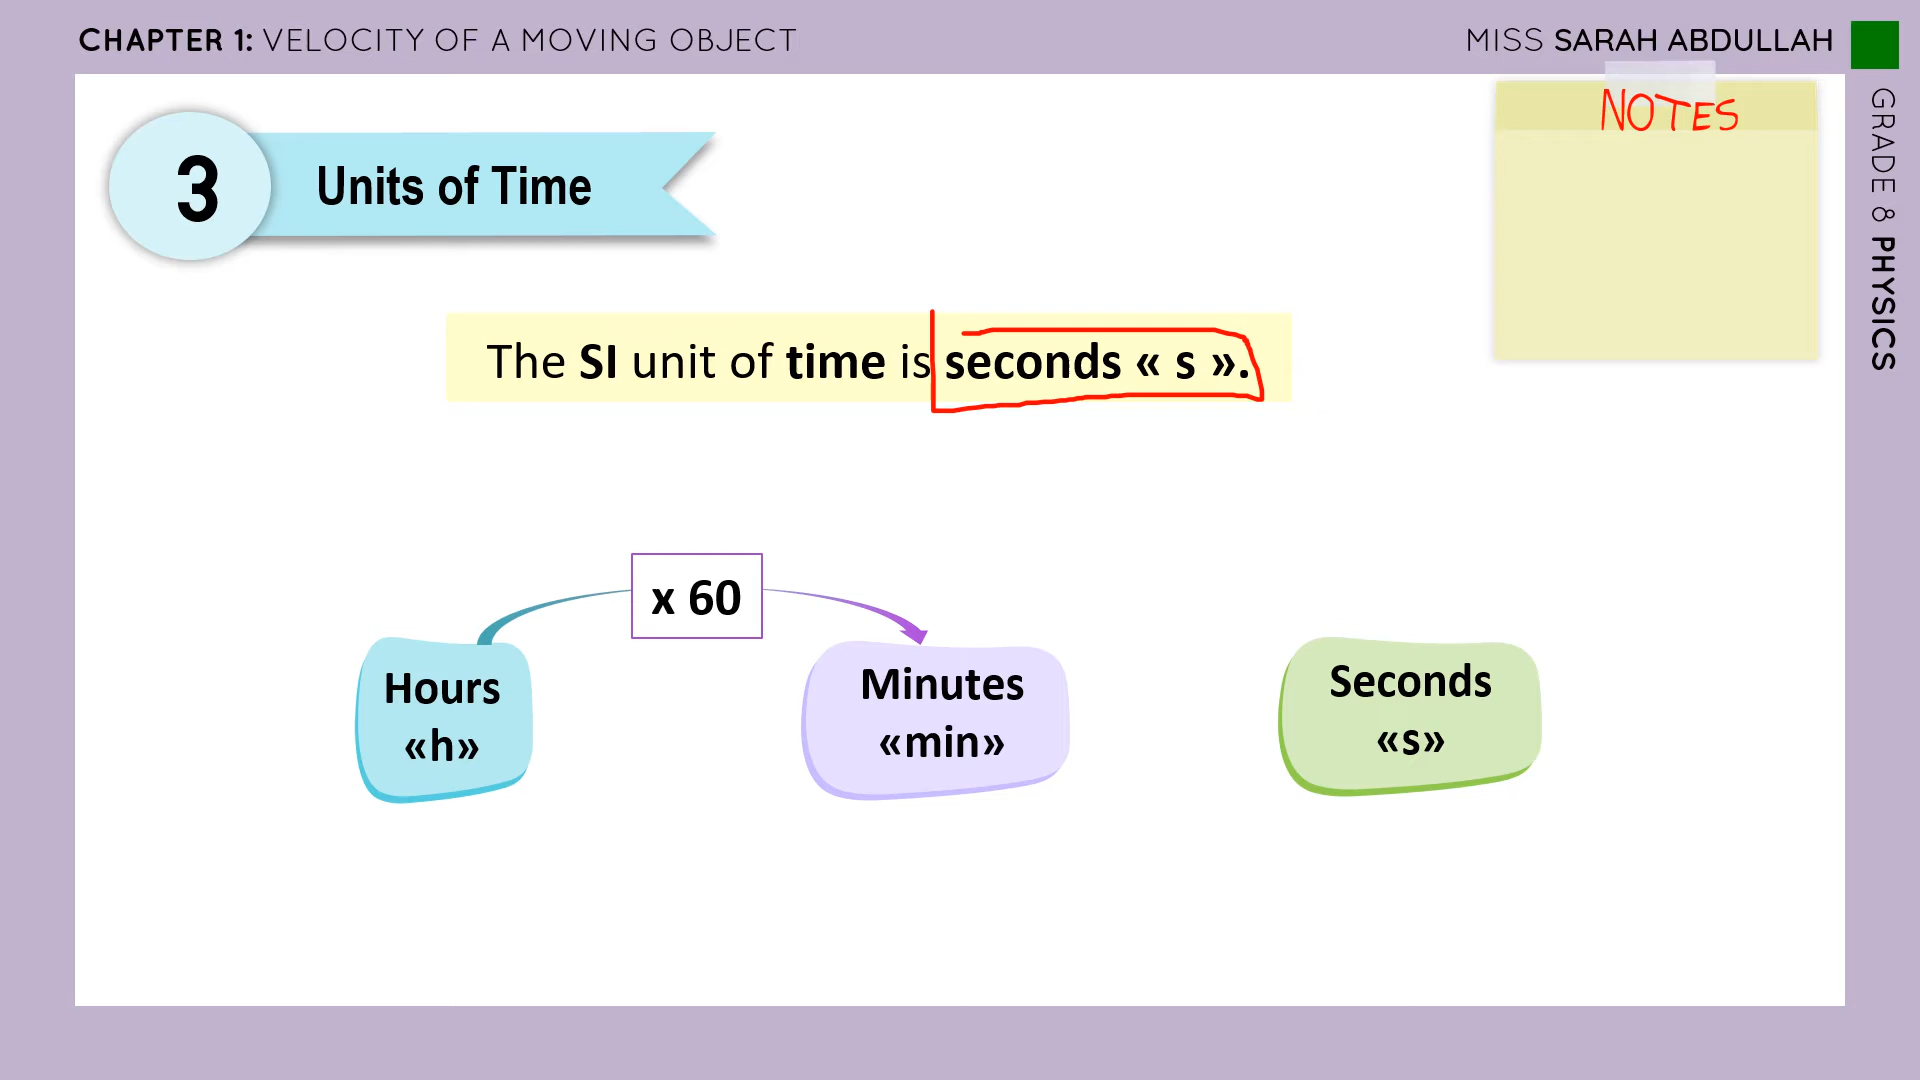 CHAPTER 1: VELOCITY OF A MOVING OBJECT
MISS SARAH ABDULLAH
GRADE 8 PHYSICS
NOTES
3
Units of Time
The SI unit of time is seconds « s ».
x 60
Hours
«h»
Minutes
«min»
Seconds
«s»